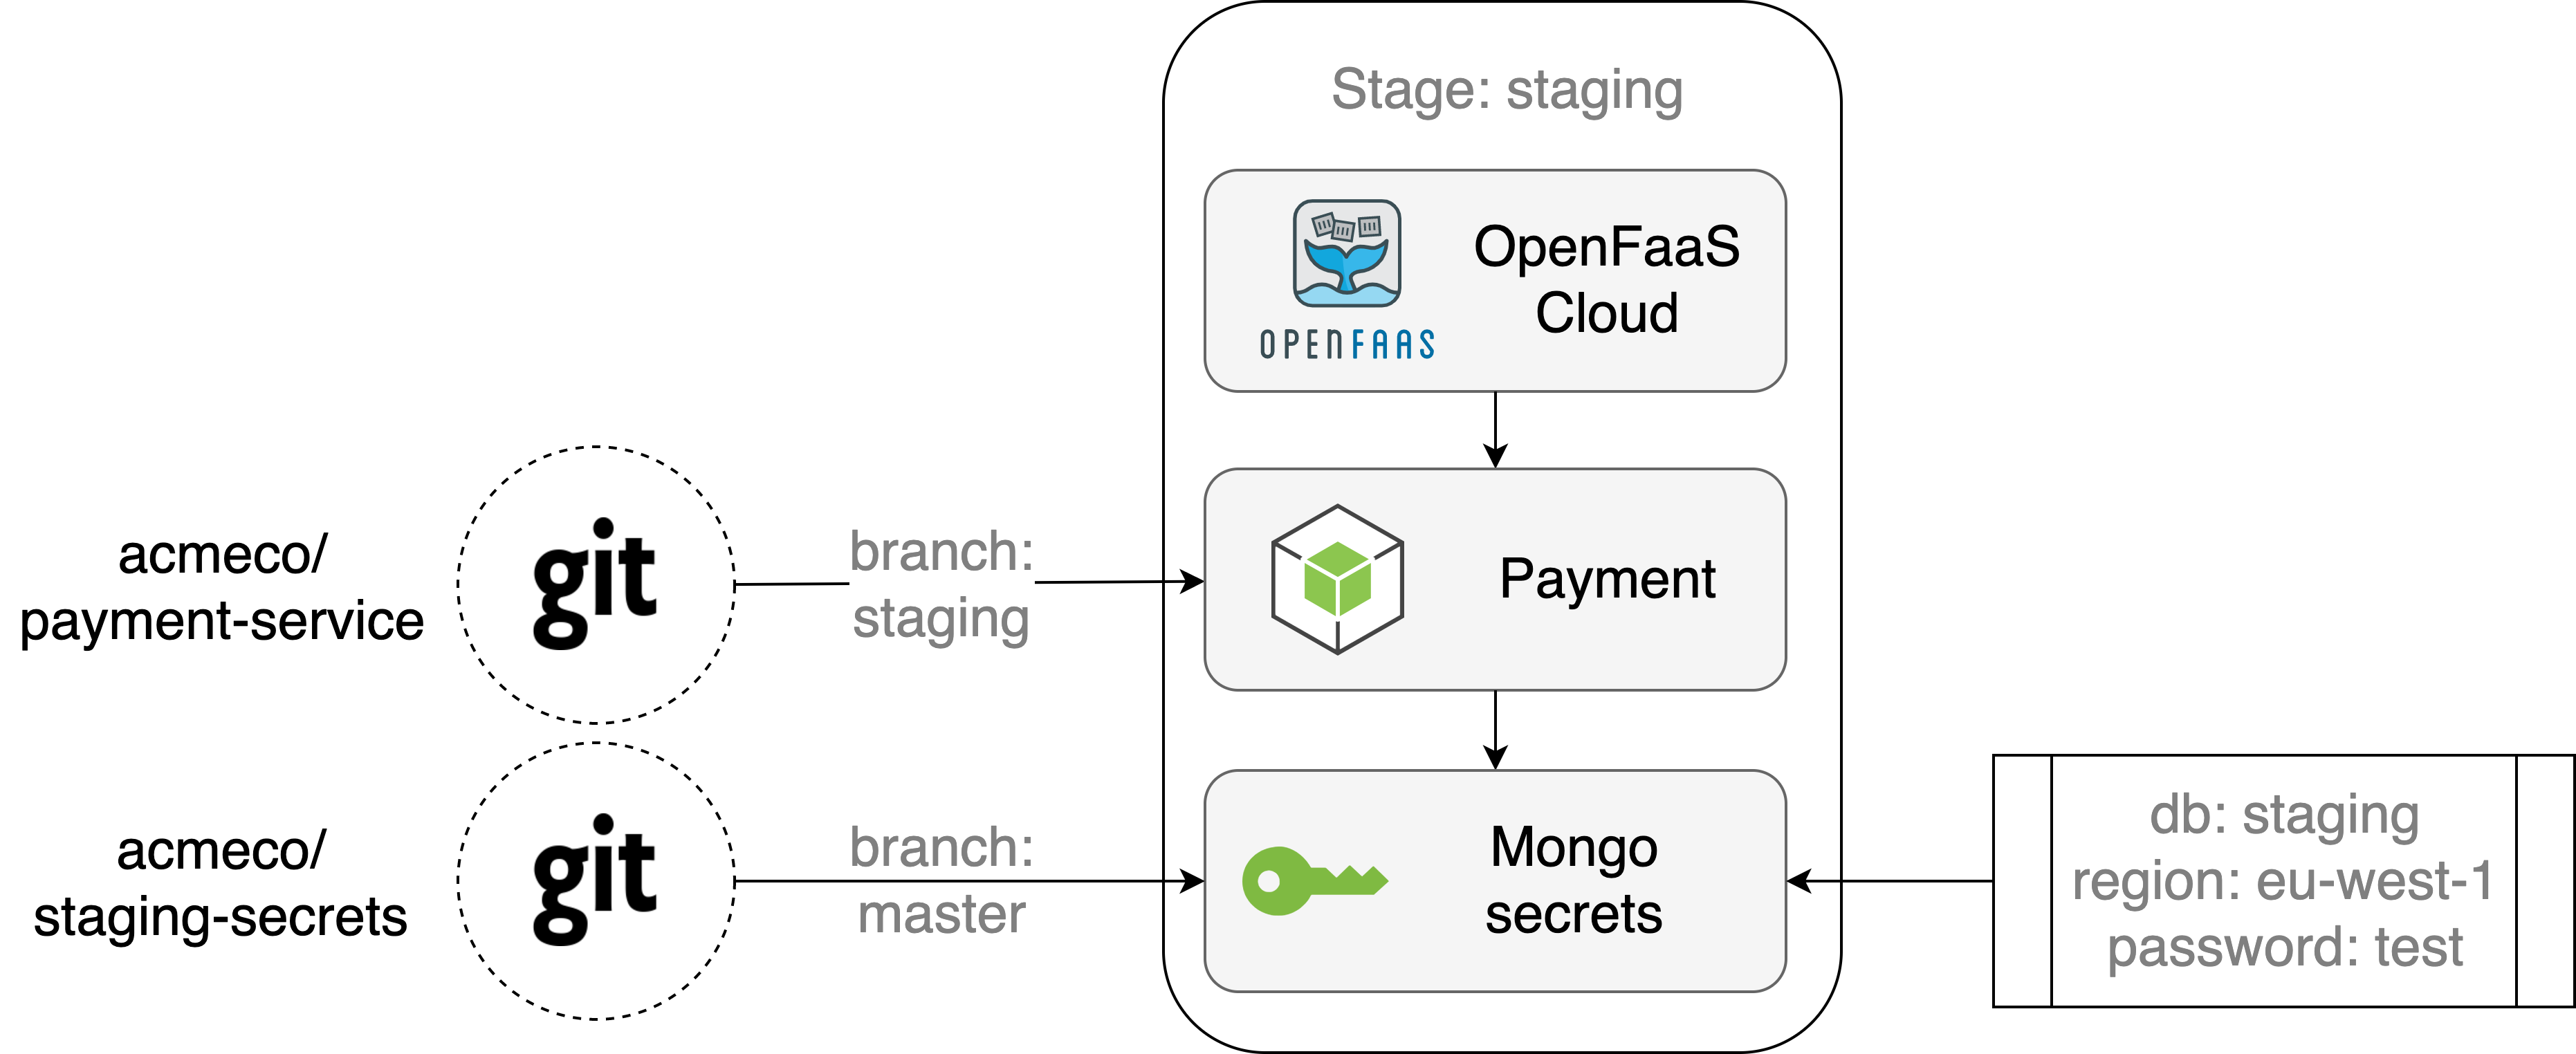 Stage: staging
OPENFAAS
OpenFaaS
Cloud
acmeco/
payment-service
git
branch:
staging
Payment
acmeco/
staging-secrets
git
branch:
master
Mongo
secrets
db: staging
region: eu-west-1
password: test